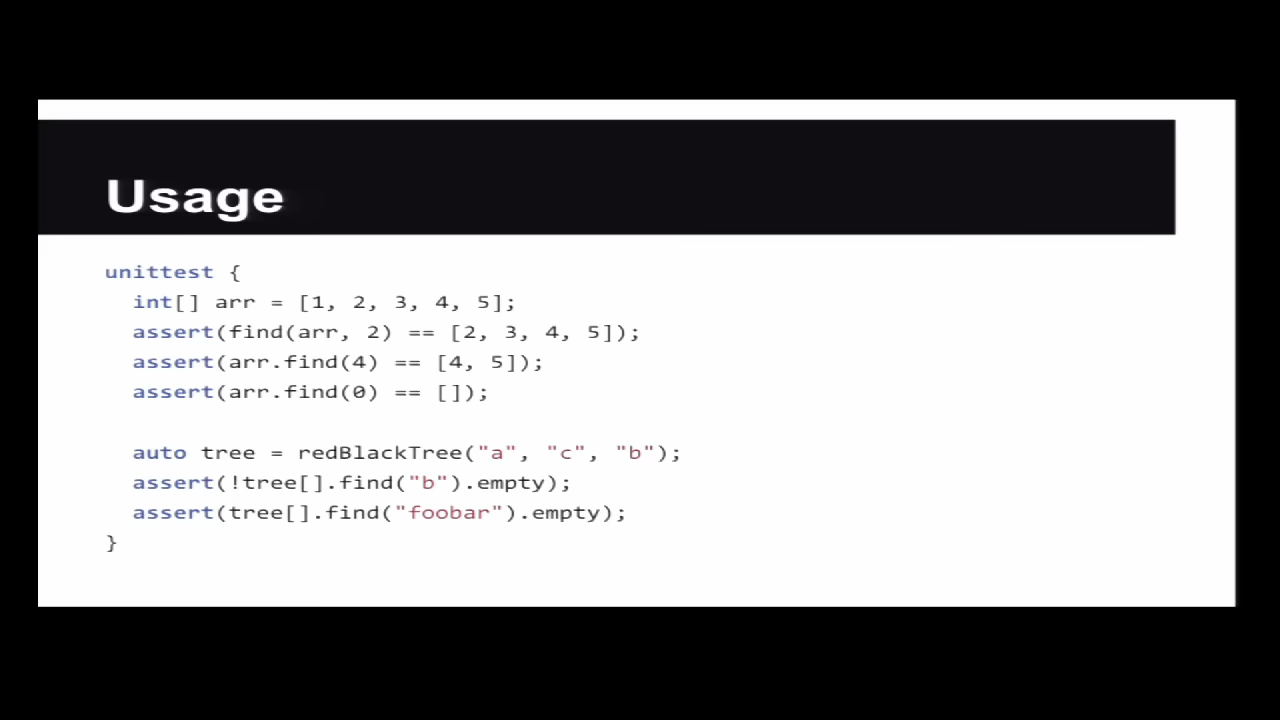 Usage
unittest {
int[] arr = [1, 2, 3, 4, 5];
assert(find(arr, 2) == [2, 3, 4, 5]);
assert(arr.find(4) == [4, 5]);
assert(arr.find(0) == []);
auto tree = redBlackTree("a", "c", "b");
assert(!tree[].find("b").empty);
assert(tree[].find("foobar").empty);
}